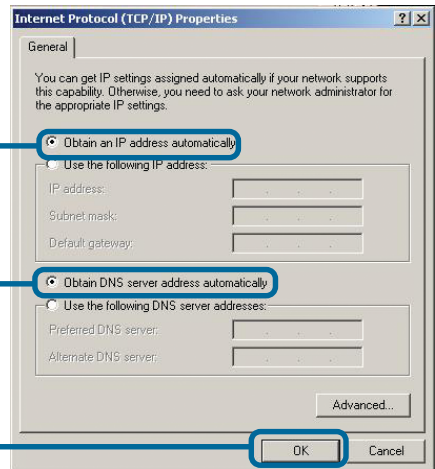 Internet Protocol (TCP/IP) Properties
General
You can get IP settings assigned automatically if your network supports
this capability. Otherwise, you need to ask your network administrator for
the appropriate IP settings.
Obtain an IP address automatically
Use the following IP address:
IP address:
Subnet mask:
Default gateway:
Obtain DNS server address automatically
Use the following DNS server addresses:
Preferred DNS server:
Alternate DNS server:
Advanced...
OK Cancel